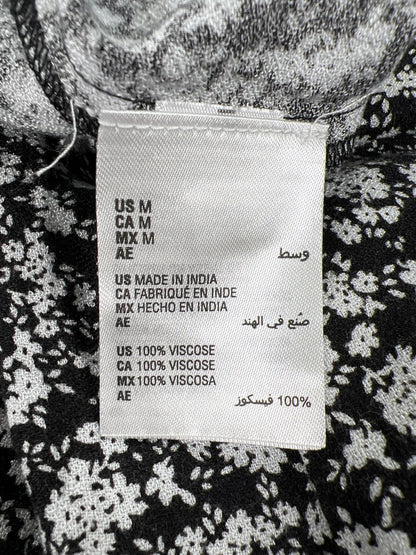 US M
CA M
MX M
AE وسط
US MADE IN INDIA
CA FABRIQUÉ EN INDE
MX HECHO EN INDIA
AE صُنع في الهند
US 100% VISCOSE
CA 100% VISCOSE
MX 100% VISCOSA
AE 100% فيسكوز